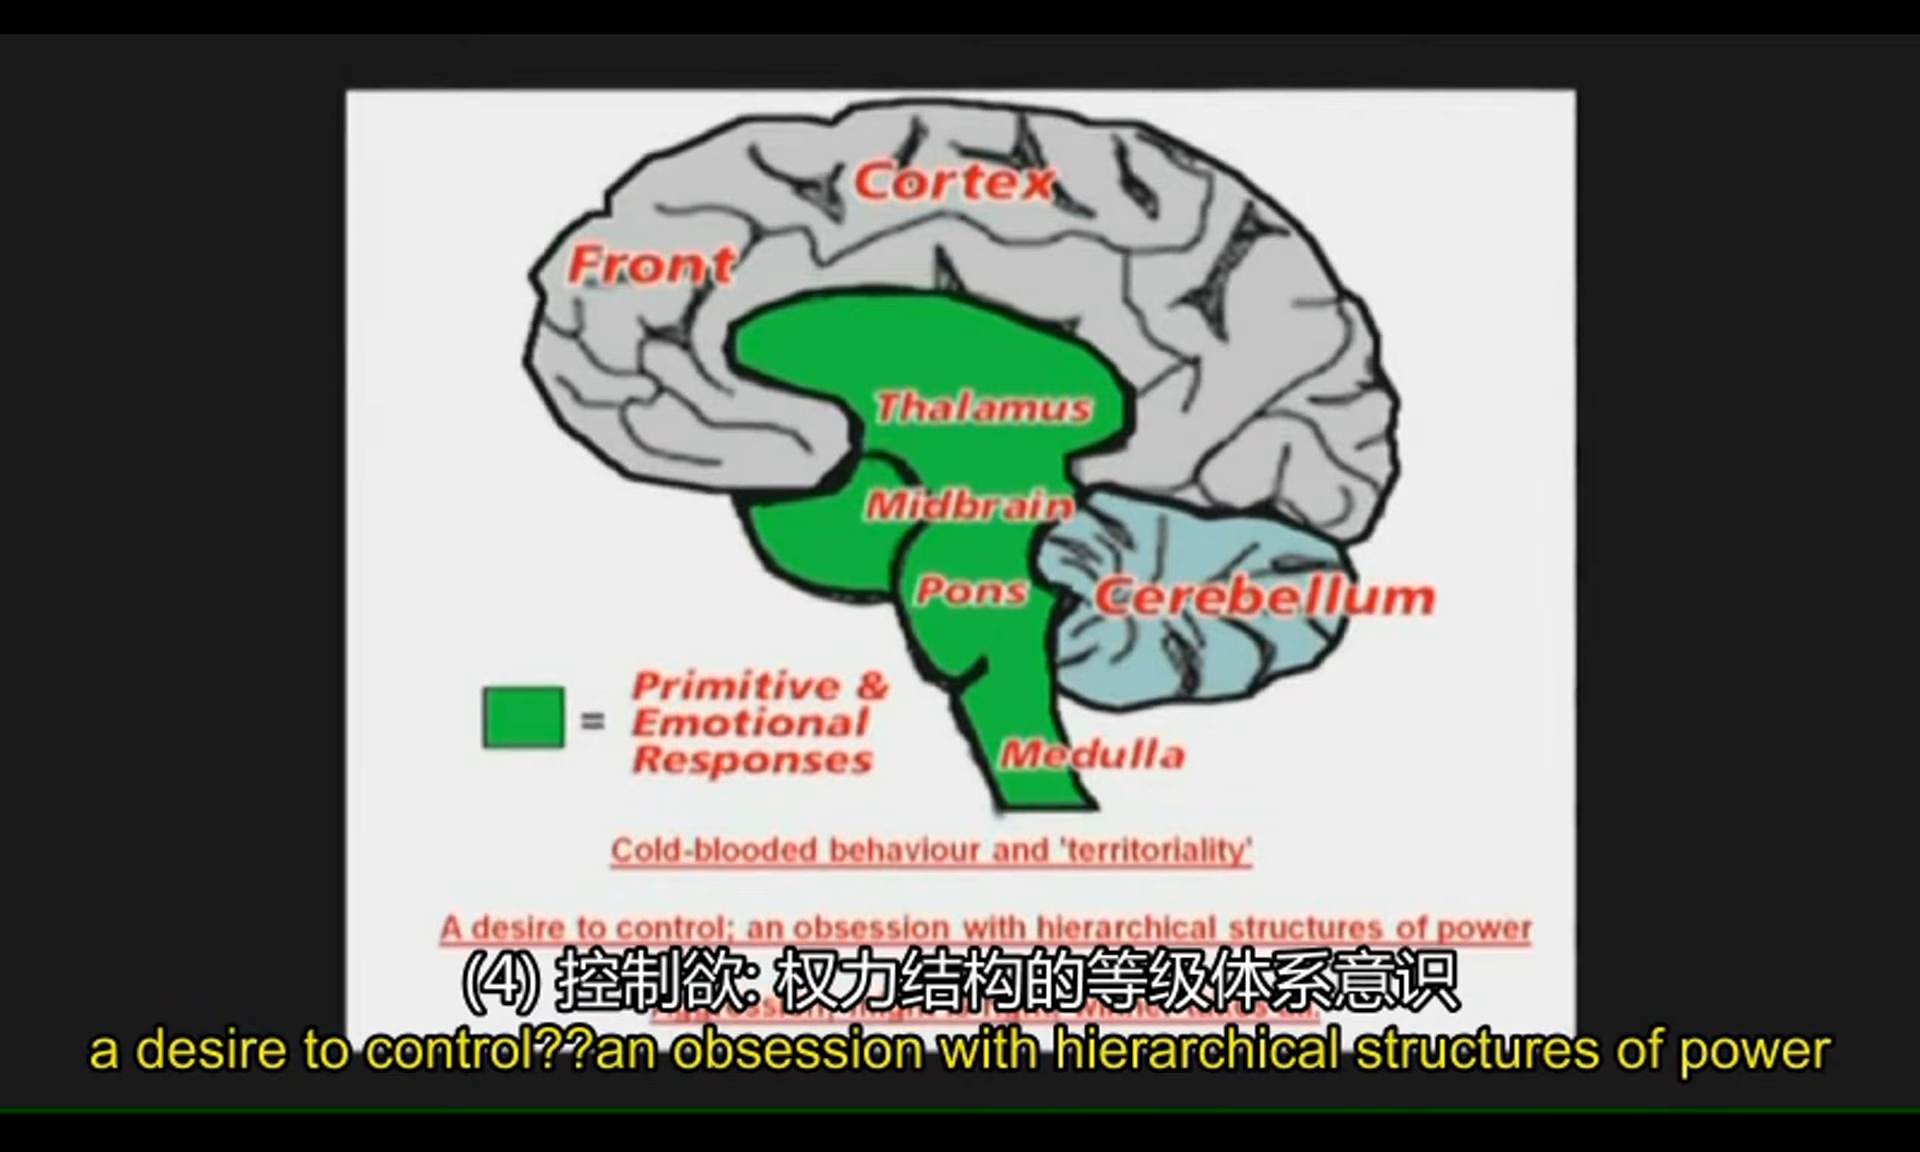 Cortex
Front
Thalamus
Midbrain
Pons
Cerebellum
Primitive &
= Emotional
Responses
Medulla
Cold-blooded behaviour and 'territoriality'
A desire to control; an obsession with hierarchical structures of power
(4) 控制欲: 权力结构的等级体系意识
a desire to control??an obsession with hierarchical structures of power